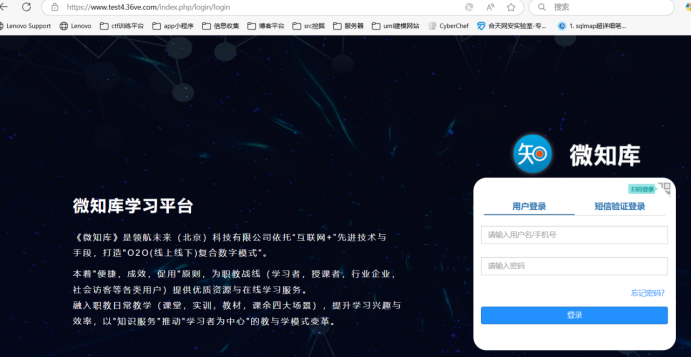 https://www.test4.36ve.com/index.php/login/login
搜索
Lenovo Support
Lenovo
ctf训练平台
app小程序
信息收集
博客平台
src挖掘
服务器
uml建模网站
CyberChef
合天网安实验室-专...
1. sqlmap超详细笔...
知
微知库
扫码登录
用户登录
短信验证登录
请输入用户名/手机号
请输入密码
忘记密码?
登录
微知库学习平台
《微知库》是领航未来（北京）科技有限公司依托"互联网+"先进技术与
手段，打造"O2O(线上线下)复合数字模式"。
本着"便捷，成效，促用"原则，为职教战线（学习者，授课者，行业企业，
社会访客等各类用户）提供优质资源与在线学习服务。
融入职教日常教学（课堂，实训，教材，课余四大场景），提升学习兴趣与
效率，以"知识服务"推动"学习者为中心"的教与学模式变革。